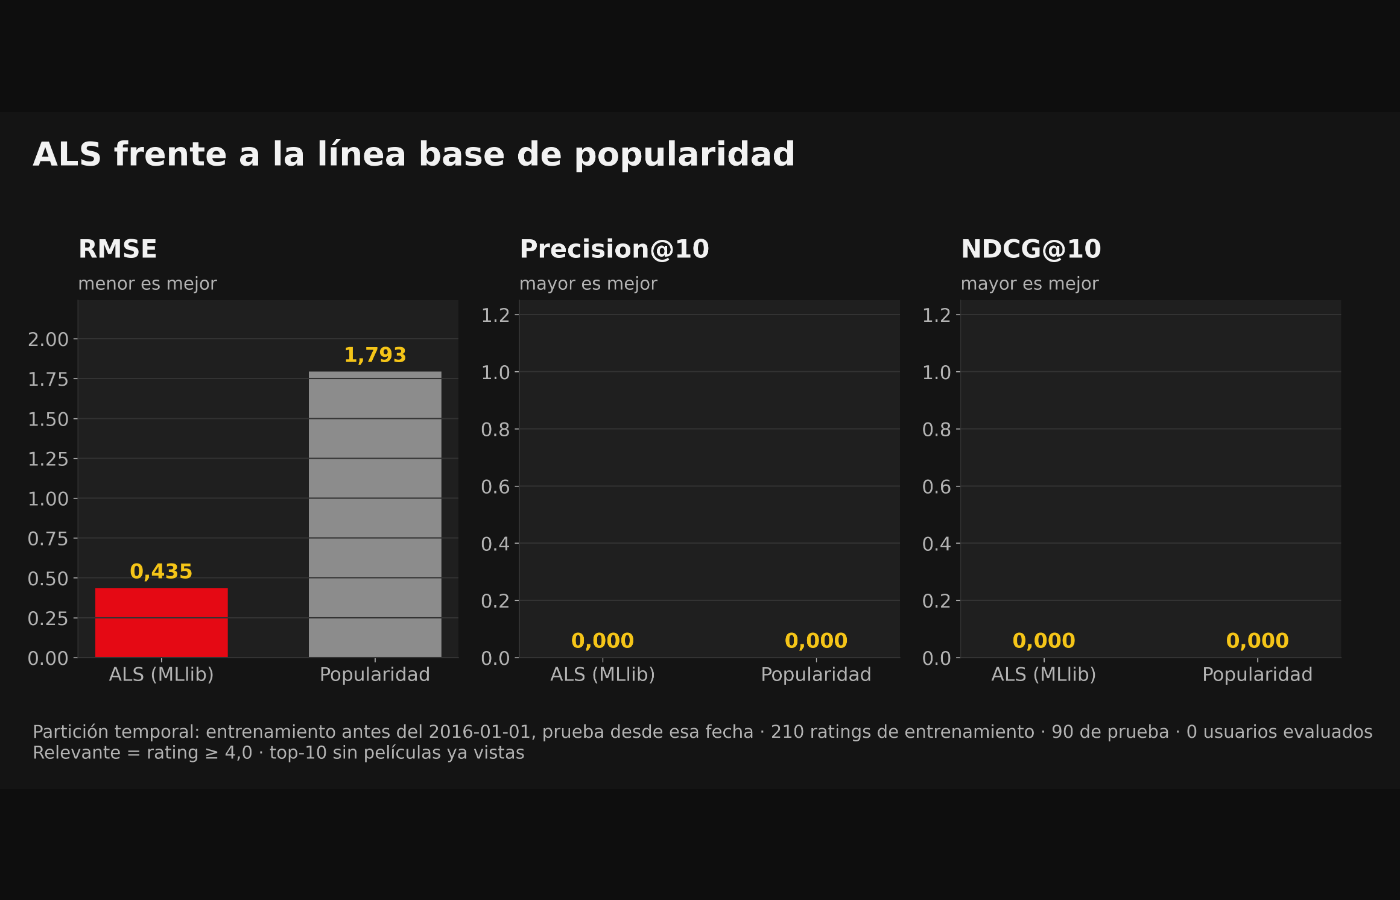 ALS frente a la línea base de popularidad
RMSE
menor es mejor
2.00
1.75
1.50
1.25
1.00
0.75
0.50
0.25
0.00
1,793
0,435
ALS (MLlib)
Popularidad
Precision@10
mayor es mejor
1.2
1.0
0.8
0.6
0.4
0.2
0.0
0,000
0,000
ALS (MLlib)
Popularidad
NDCG@10
mayor es mejor
1.2
1.0
0.8
0.6
0.4
0.2
0.0
0,000
0,000
ALS (MLlib)
Popularidad
Partición temporal: entrenamiento antes del 2016-01-01, prueba desde esa fecha · 210 ratings de entrenamiento · 90 de prueba · 0 usuarios evaluados
Relevante = rating ≥ 4,0 · top-10 sin películas ya vistas